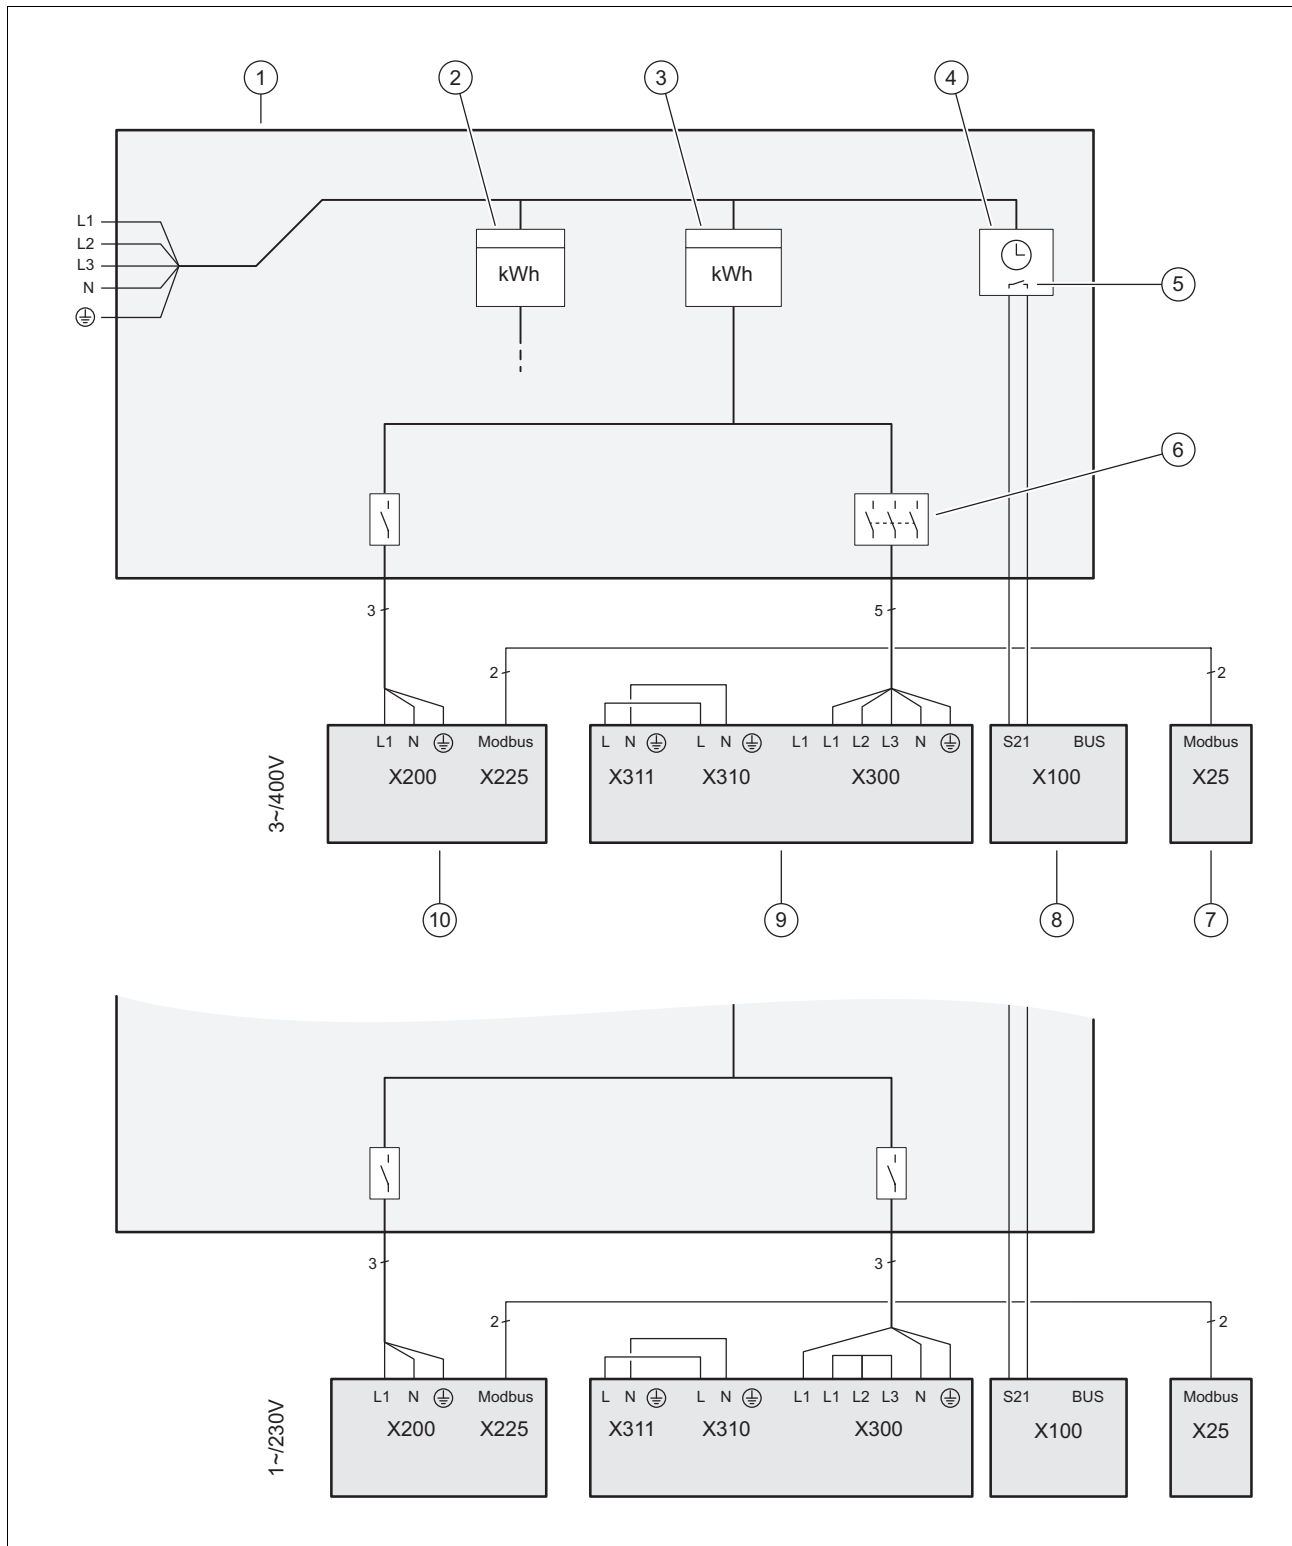 1 2 3 4
L1
L2
L3
N
kWh kWh
5
6
3 5
2 2
L1 N Modbus L N L N L1 L1 L2 L3 N S21 BUS Modbus
X200 X225 X311 X310 X300 X100 X25
3~/400V
10 9 8 7
3 3
2 2
L1 N Modbus L N L N L1 L1 L2 L3 N S21 BUS Modbus
X200 X225 X311 X310 X300 X100 X25
1~/230V